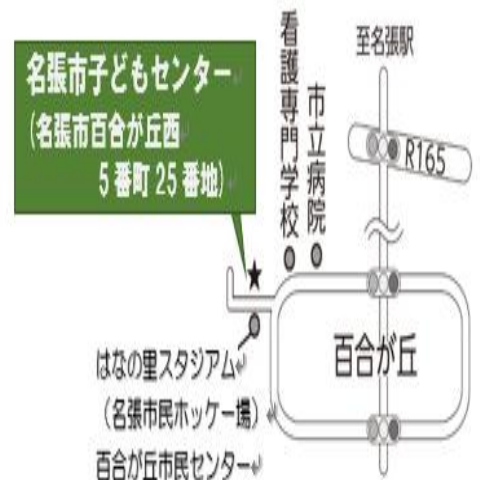 名張市子どもセンター
（名張市百合が丘西
5番町25番地）
看護専門学校
市立病院
至名張駅
R165
百合が丘
はなの里スタジアム
（名張市民ホッケー場）
百合が丘市民センター